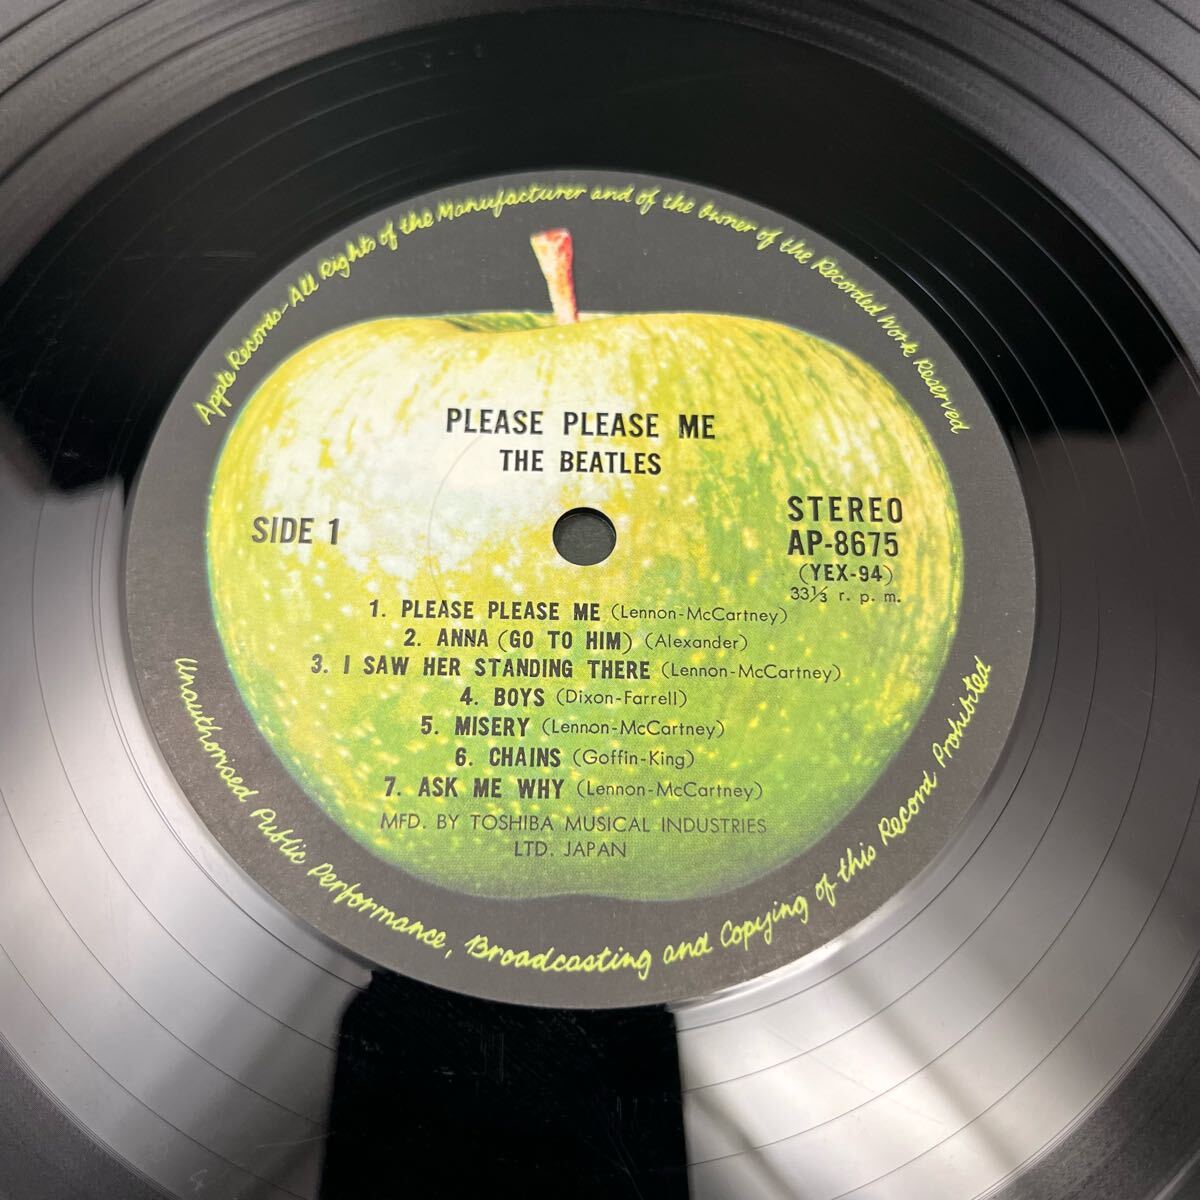 Apple Records-All Rights of the Manufacturer and of the Owner of the Recorded Work Reserved
PLEASE PLEASE ME
THE BEATLES
SIDE 1
STEREO
AP-8675
(YEX-94)
33⅓ r. p. m.
1. PLEASE PLEASE ME (Lennon-McCartney)
2. ANNA (GO TO HIM) (Alexander)
3. I SAW HER STANDING THERE (Lennon-McCartney)
4. BOYS (Dixon-Farrell)
5. MISERY (Lennon-McCartney)
6. CHAINS (Goffin-King)
7. ASK ME WHY (Lennon-McCartney)
MFD. BY TOSHIBA MUSICAL INDUSTRIES
LTD. JAPAN
Unauthorised Public Performance, Broadcasting and Copying of this Record Prohibited